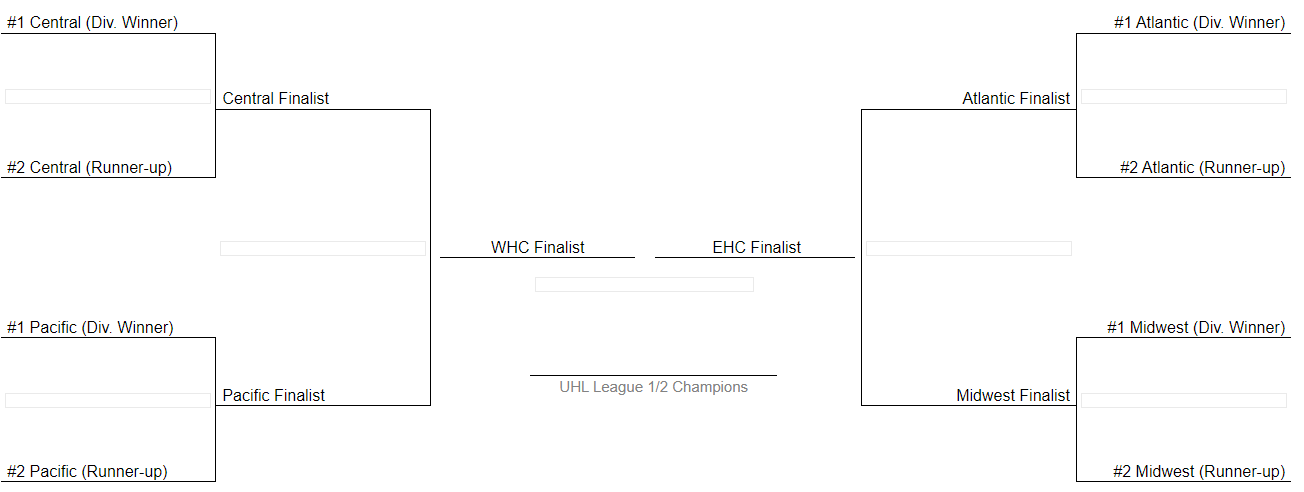 #1 Central (Div. Winner)
#1 Atlantic (Div. Winner)
Central Finalist
Atlantic Finalist
#2 Central (Runner-up)
#2 Atlantic (Runner-up)
WHC Finalist
EHC Finalist
#1 Pacific (Div. Winner)
#1 Midwest (Div. Winner)
UHL League 1/2 Champions
Pacific Finalist
Midwest Finalist
#2 Pacific (Runner-up)
#2 Midwest (Runner-up)